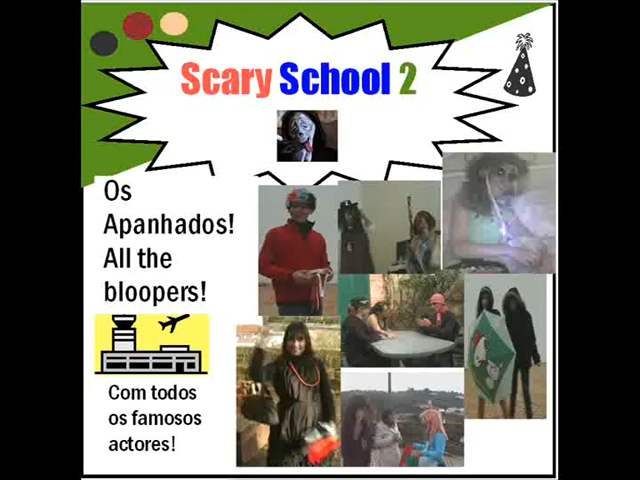 Scary School 2
Os
Apanhados!
All the
bloopers!
Com todos
os famosos
actores!